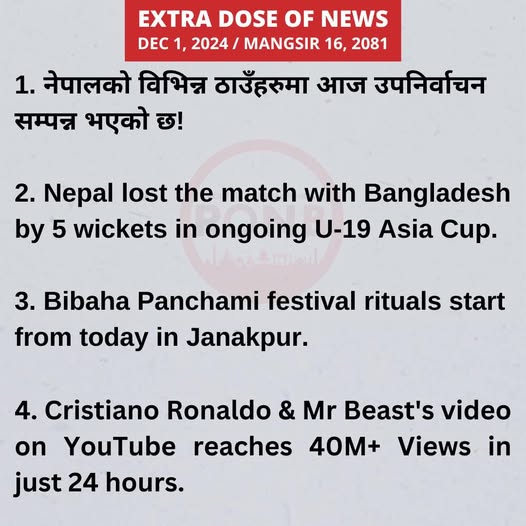 EXTRA DOSE OF NEWS
DEC 1, 2024 / MANGSIR 16, 2081
1. नेपालको विभिन्न ठाउँहरुमा आज उपनिर्वाचन
सम्पन्न भएको छ!
2. Nepal lost the match with Bangladesh
by 5 wickets in ongoing U-19 Asia Cup.
3. Bibaha Panchami festival rituals start
from today in Janakpur.
4. Cristiano Ronaldo & Mr Beast's video
on YouTube reaches 40M+ Views in
just 24 hours.